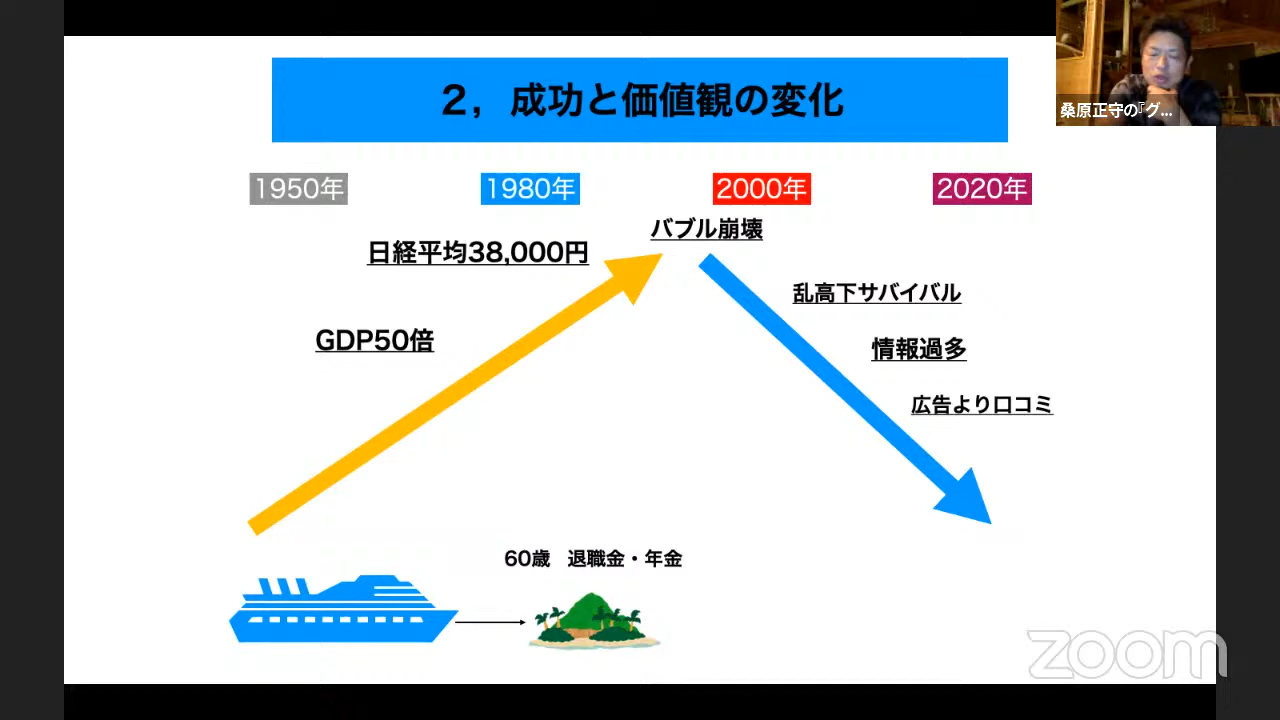 2，成功と価値観の変化
桑原正守の『グ...
1950年
1980年
2000年
2020年
バブル崩壊
日経平均38,000円
乱高下サバイバル
GDP50倍
情報過多
広告より口コミ
60歳 退職金・年金
zoom